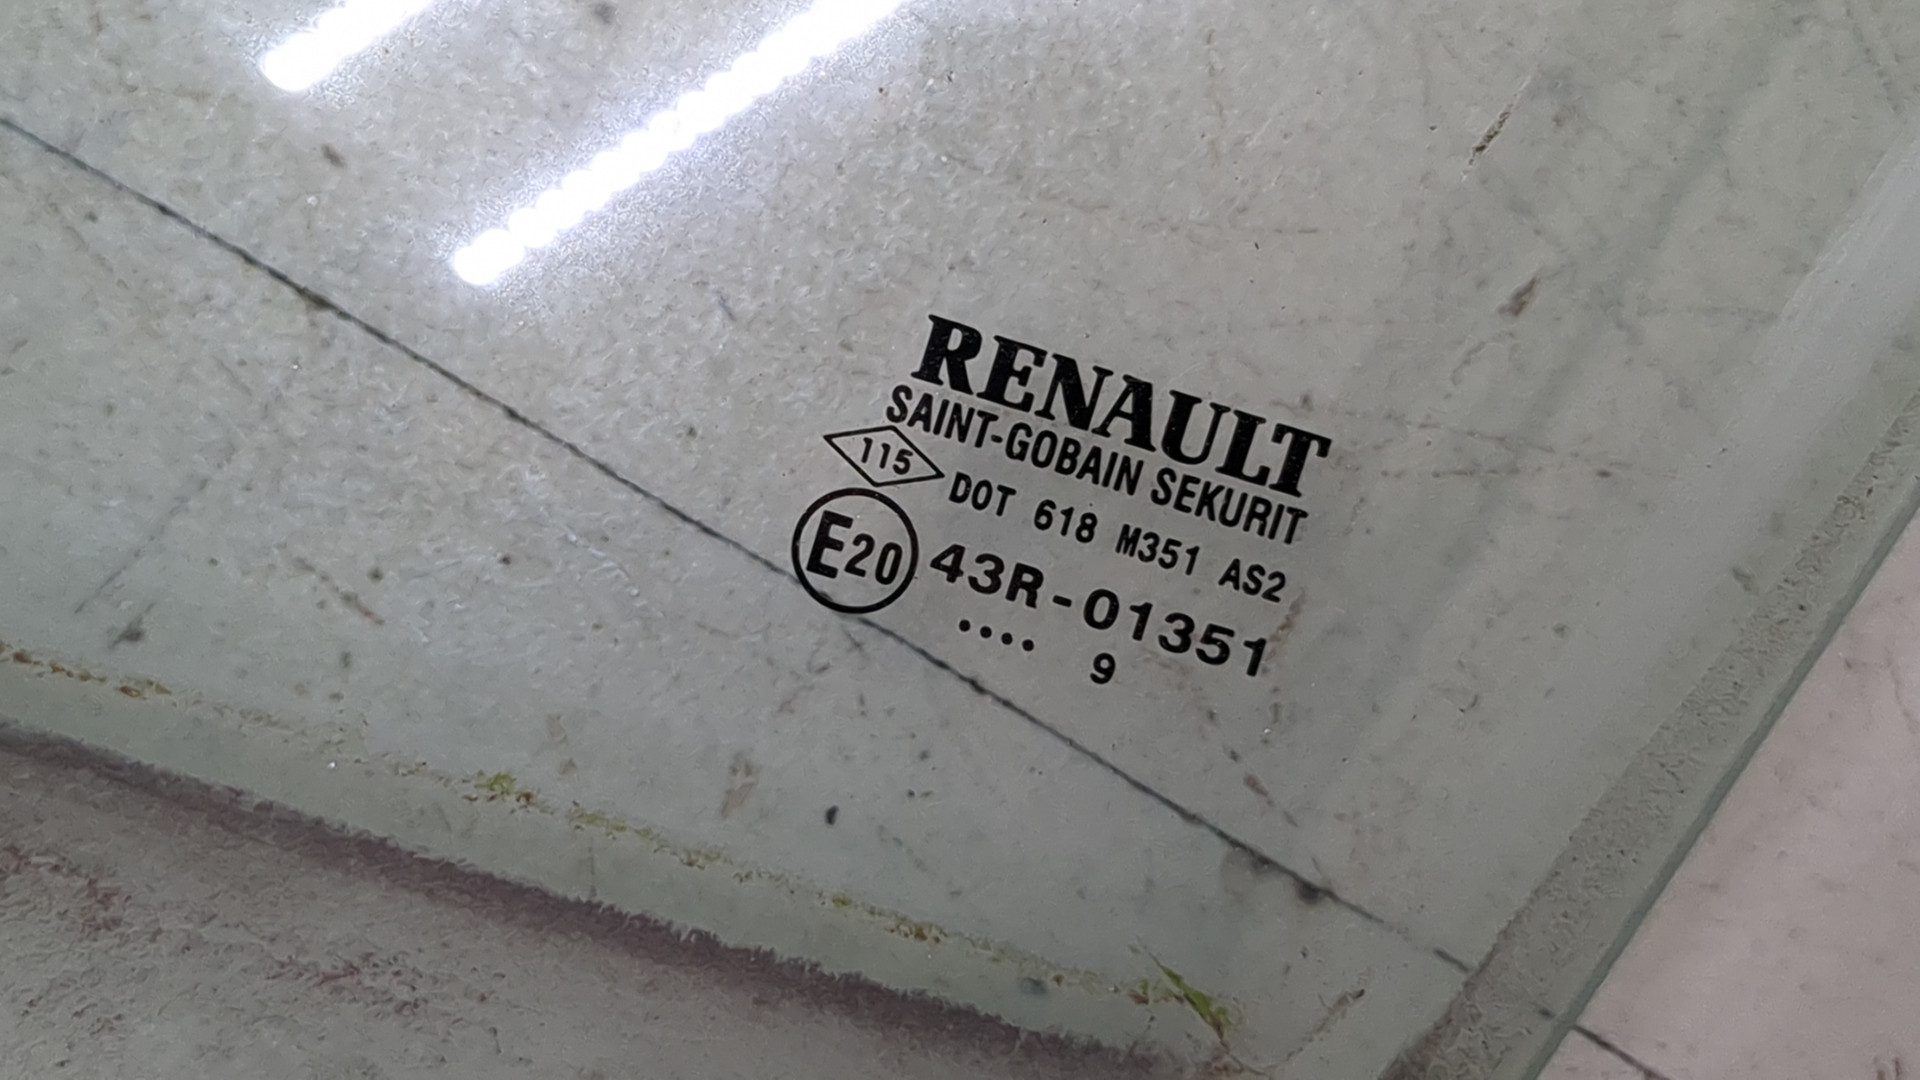 RENAULT
SAINT-GOBAIN SEKURIT
115 DOT 618 M351 AS2
E20 43R-01351
.... 9